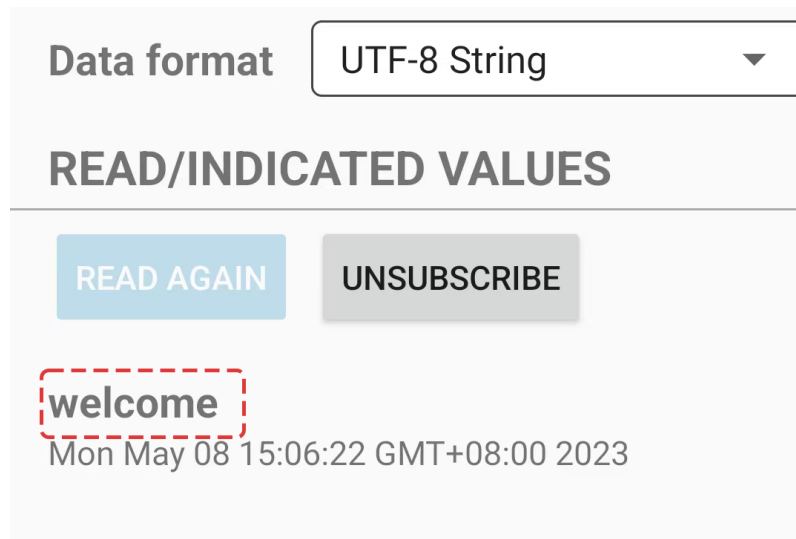 Data format UTF-8 String
READ/INDICATED VALUES
READ AGAIN UNSUBSCRIBE
welcome
Mon May 08 15:06:22 GMT+08:00 2023